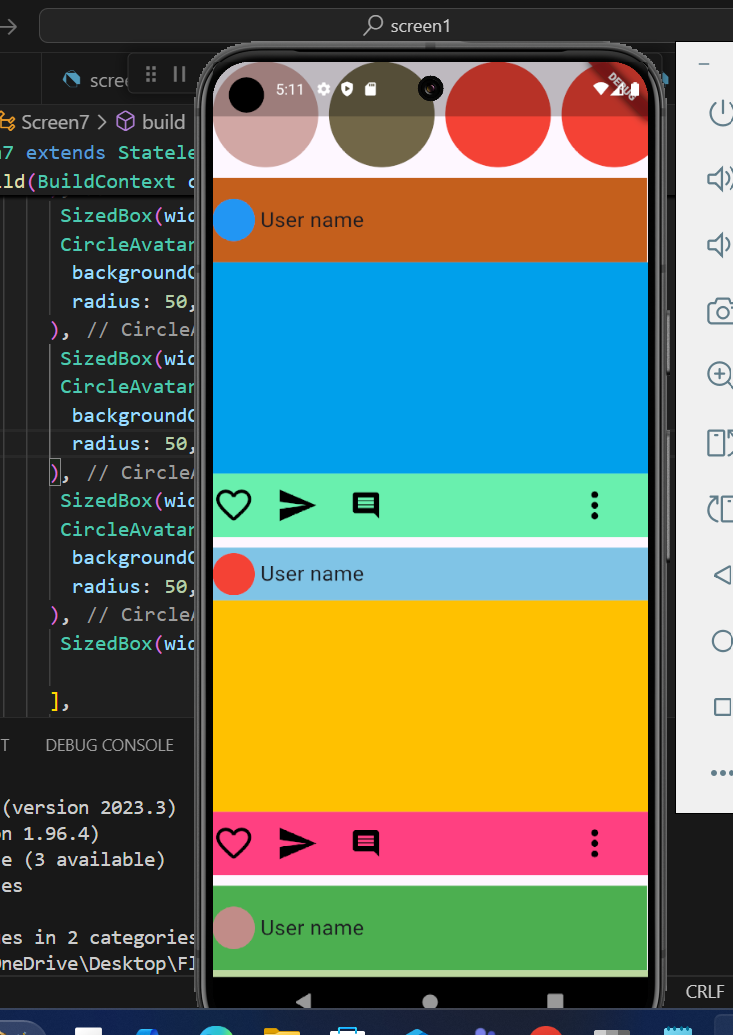 screen1
scree
Screen7 > build
n7 extends Statele
ild(BuildContext c
SizedBox(wid
CircleAvatar
backgroundC
radius: 50,
), // CircleA
SizedBox(wid
CircleAvatar
backgroundC
radius: 50,
), // CircleA
SizedBox(wid
CircleAvatar
backgroundC
radius: 50,
), // CircleA
SizedBox(wid
],
T DEBUG CONSOLE
(version 2023.3)
on 1.96.4)
e (3 available)
es
es in 2 categories
OneDrive\Desktop\Fl
CRLF
5:11
DEBUG
User name
User name
User name